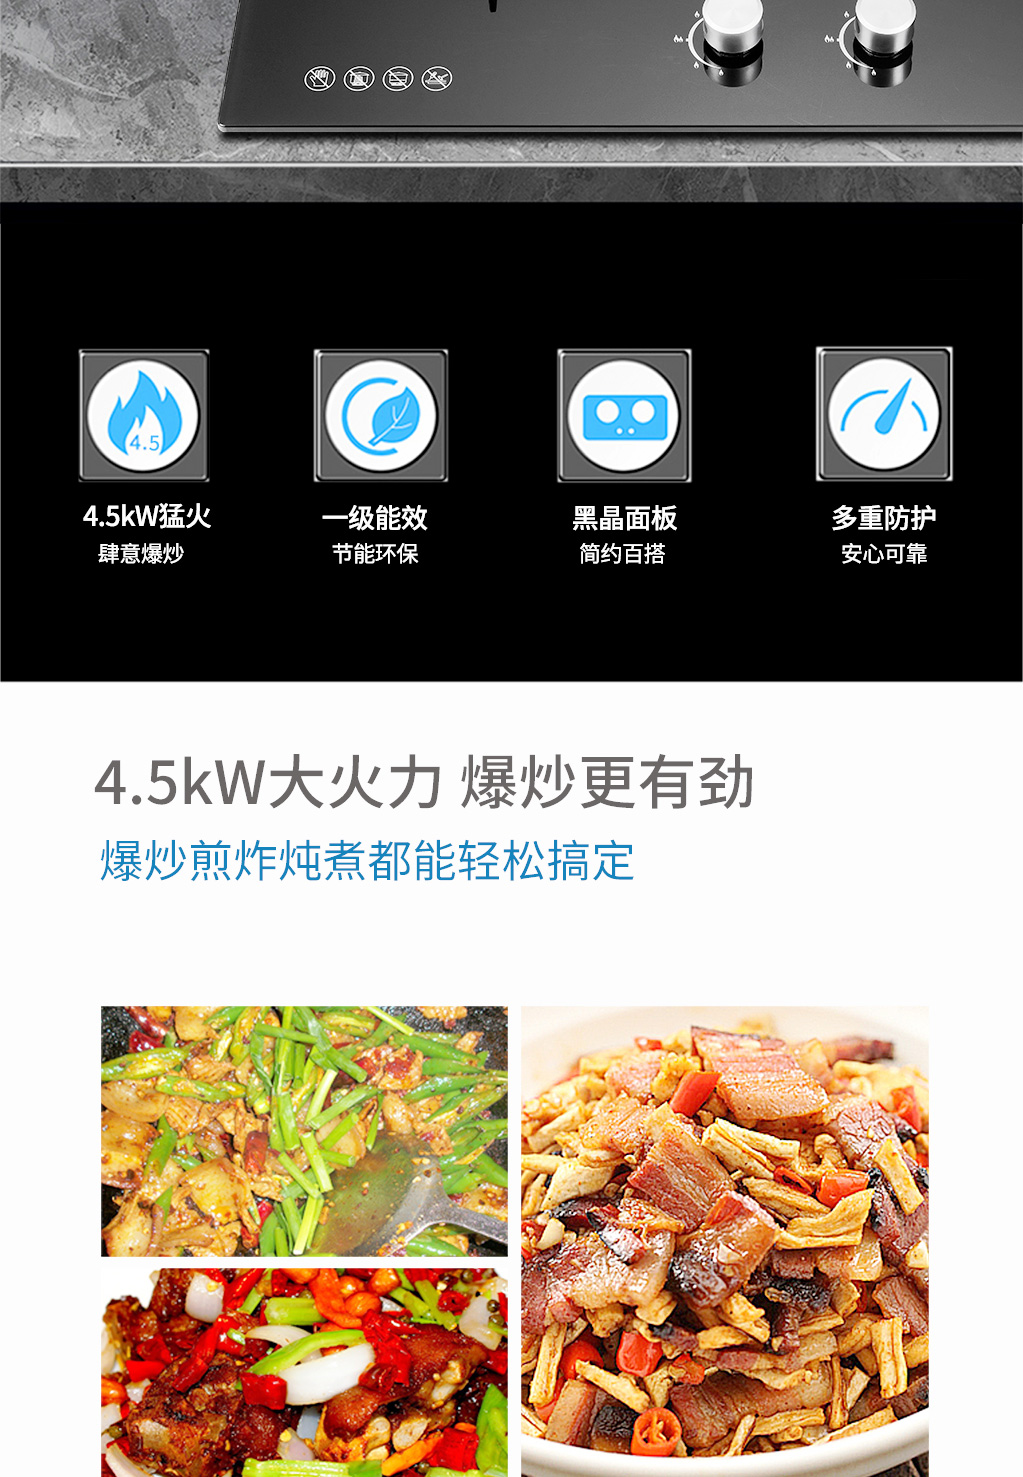 4.5
4.5kW猛火
一级能效
黑晶面板
多重防护
肆意爆炒
节能环保
简约百搭
安心可靠
4.5kW大火力 爆炒更有劲
爆炒煎炸炖煮都能轻松搞定